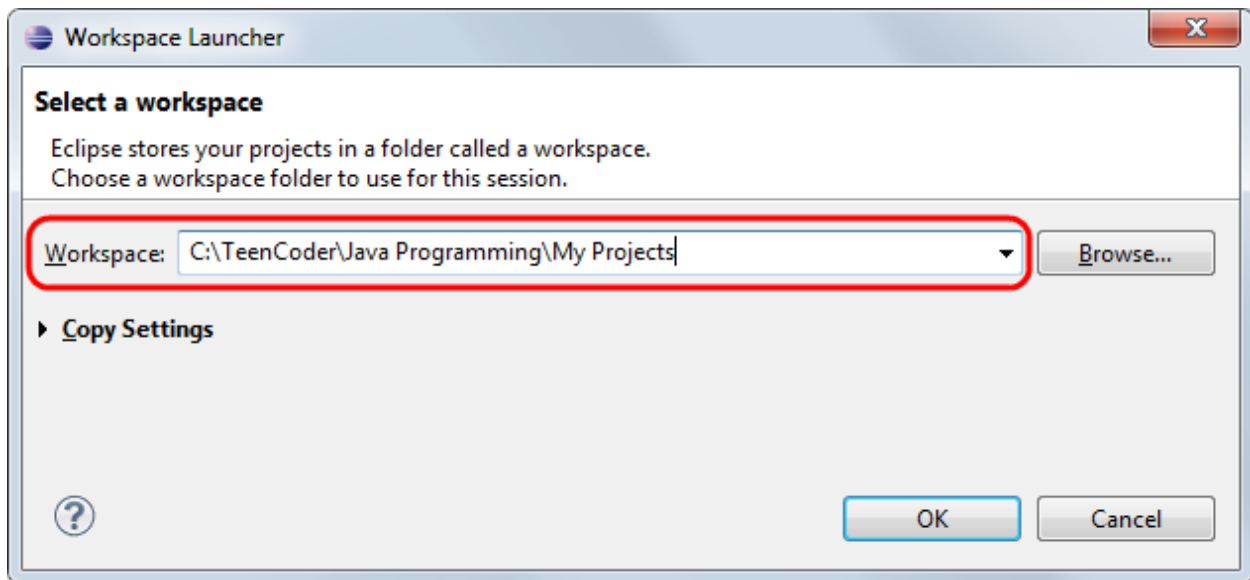 Workspace Launcher
Select a workspace
Eclipse stores your projects in a folder called a workspace.
Choose a workspace folder to use for this session.
Workspace: C:\TeenCoder\Java Programming\My Projects Browse...
Copy Settings
OK Cancel